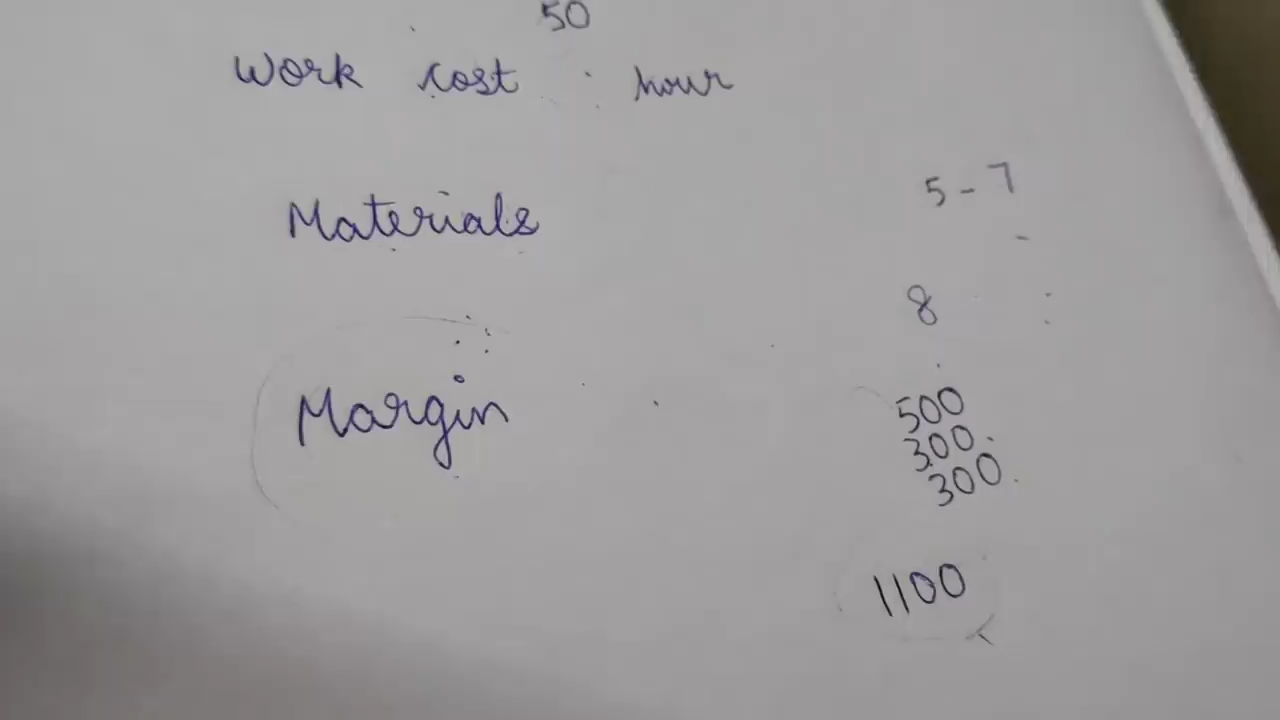 50
Work cost : hour
5 - 7
Materials
8
Margin
500
300.
300.
1100